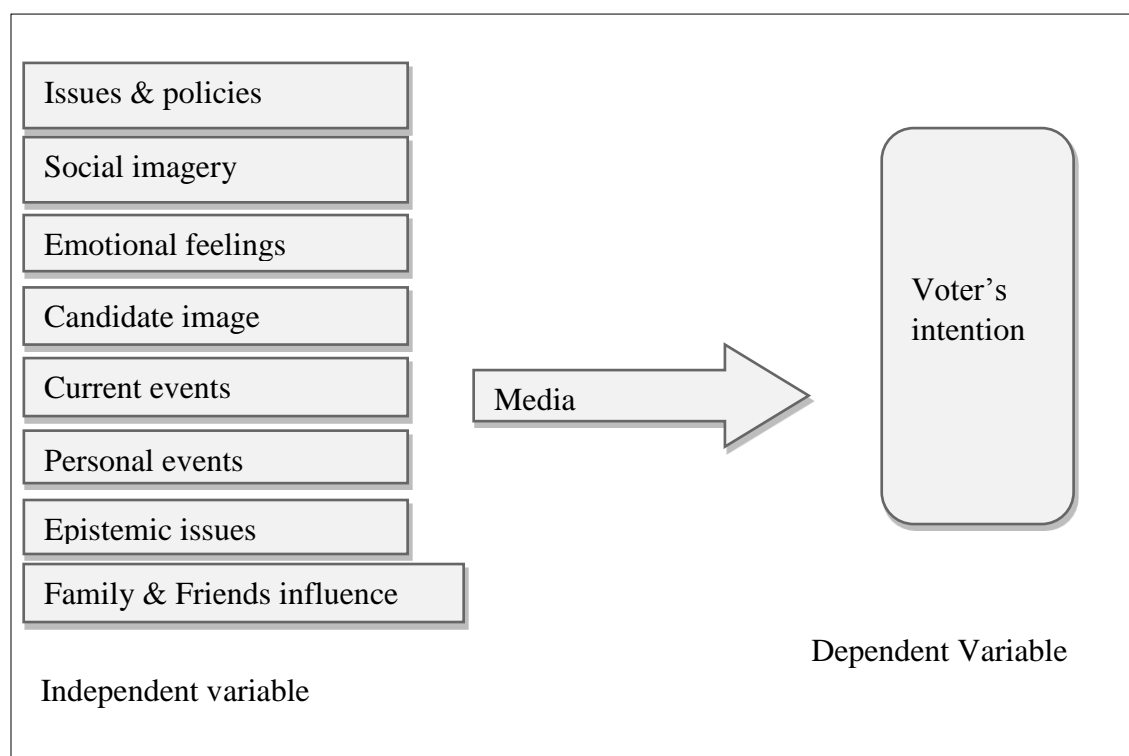 Issues & policies
Social imagery
Emotional feelings
Candidate image
Current events
Personal events
Epistemic issues
Family & Friends influence
Independent variable
Media
Voter’s
intention
Dependent Variable